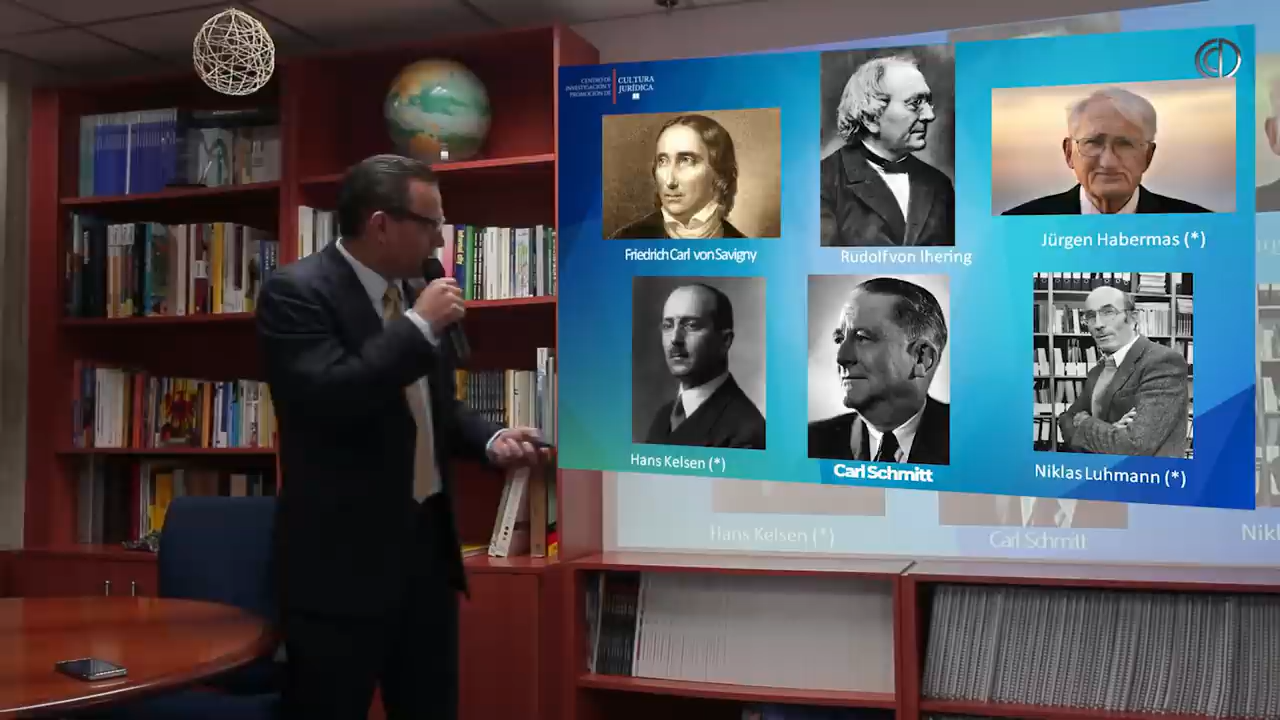 CENTRO DE
INVESTIGACIÓN Y
PROMOCIÓN DE
CULTURA
JURÍDICA
Friedrich Carl von Savigny
Rudolf von Ihering
Jürgen Habermas (*)
Hans Kelsen (*)
Carl Schmitt
Niklas Luhmann (*)
Hans Kelsen (*)
Carl Schmitt
Nikl